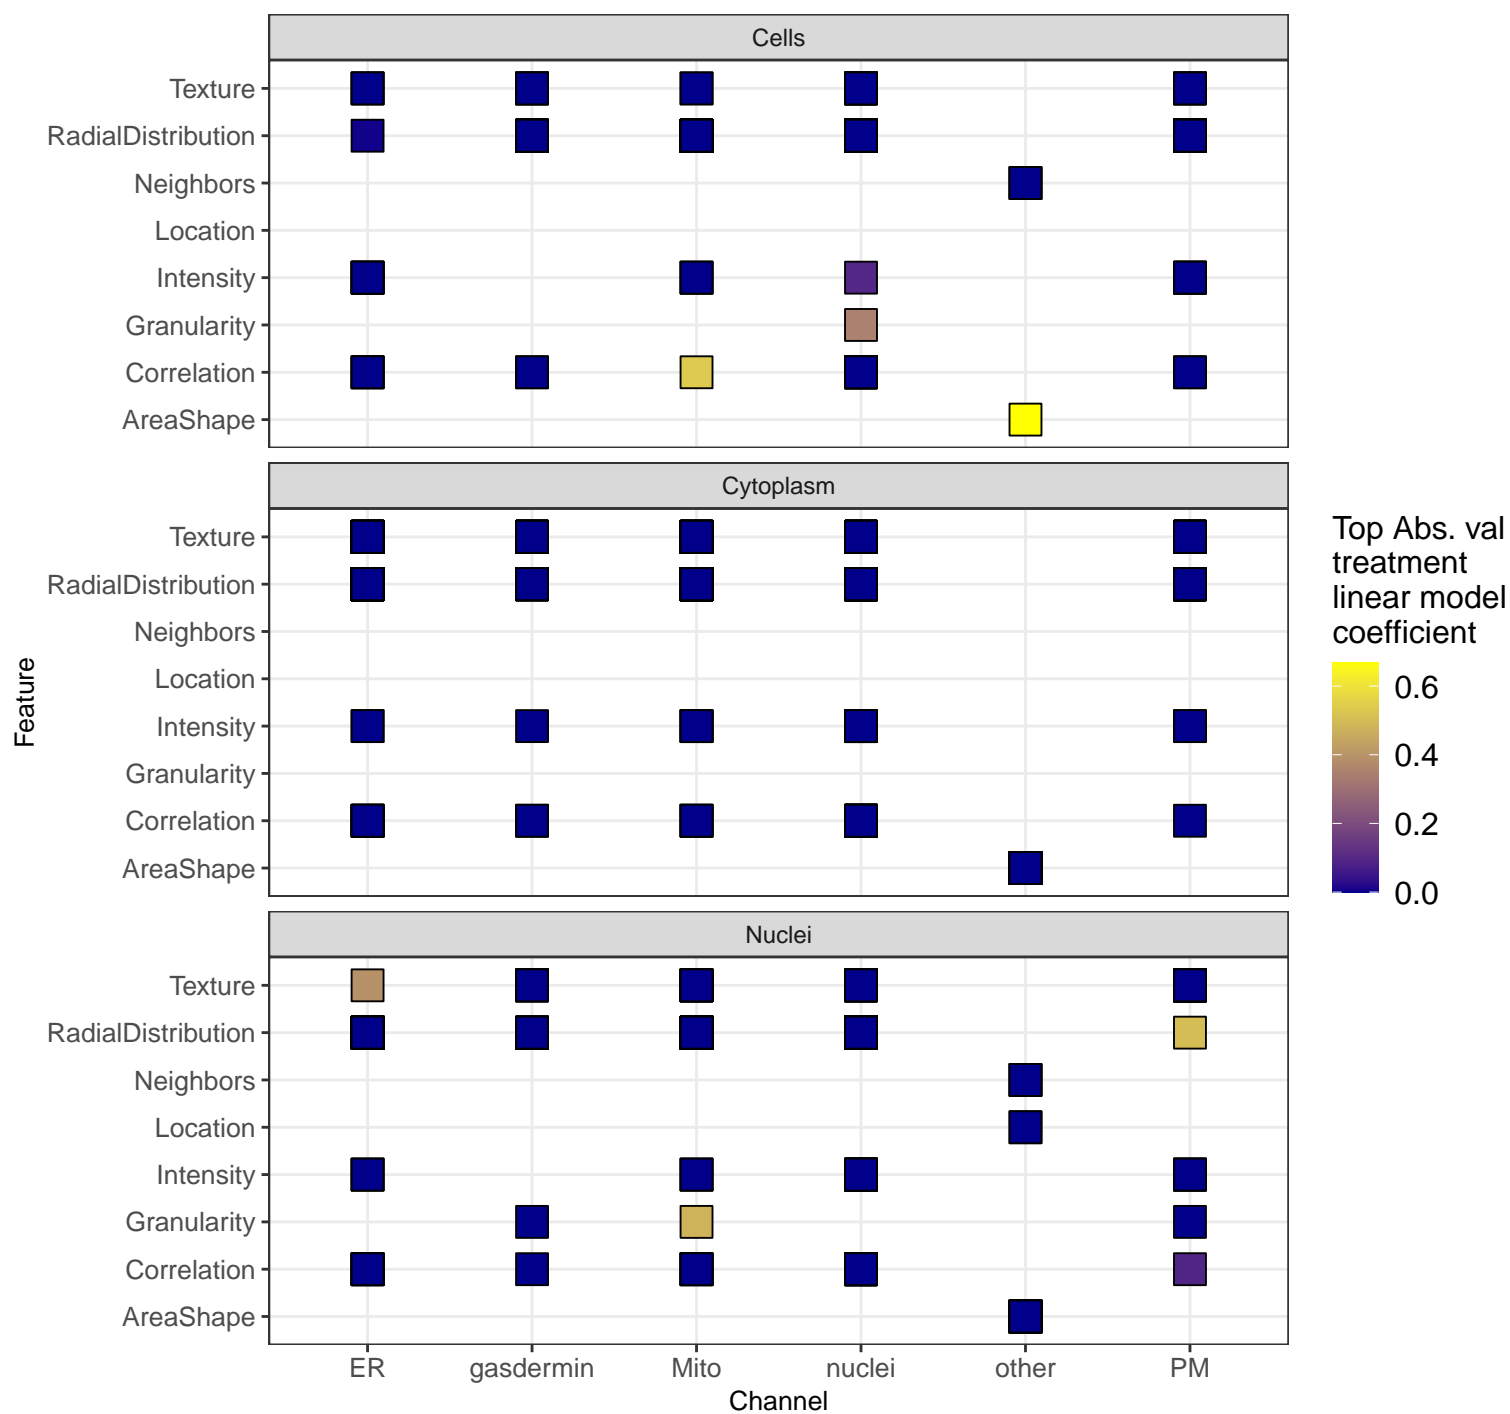 Cells
Texture
RadialDistribution
Neighbors
Location
Intensity
Granularity
Correlation
AreaShape
Cytoplasm
Texture
RadialDistribution
Neighbors
Location
Intensity
Granularity
Correlation
AreaShape
Nuclei
Texture
RadialDistribution
Neighbors
Location
Intensity
Granularity
Correlation
AreaShape
ER gasdermin Mito nuclei other PM
Channel
Feature
Top Abs. val
treatment
linear model
coefficient
0.6
0.4
0.2
0.0